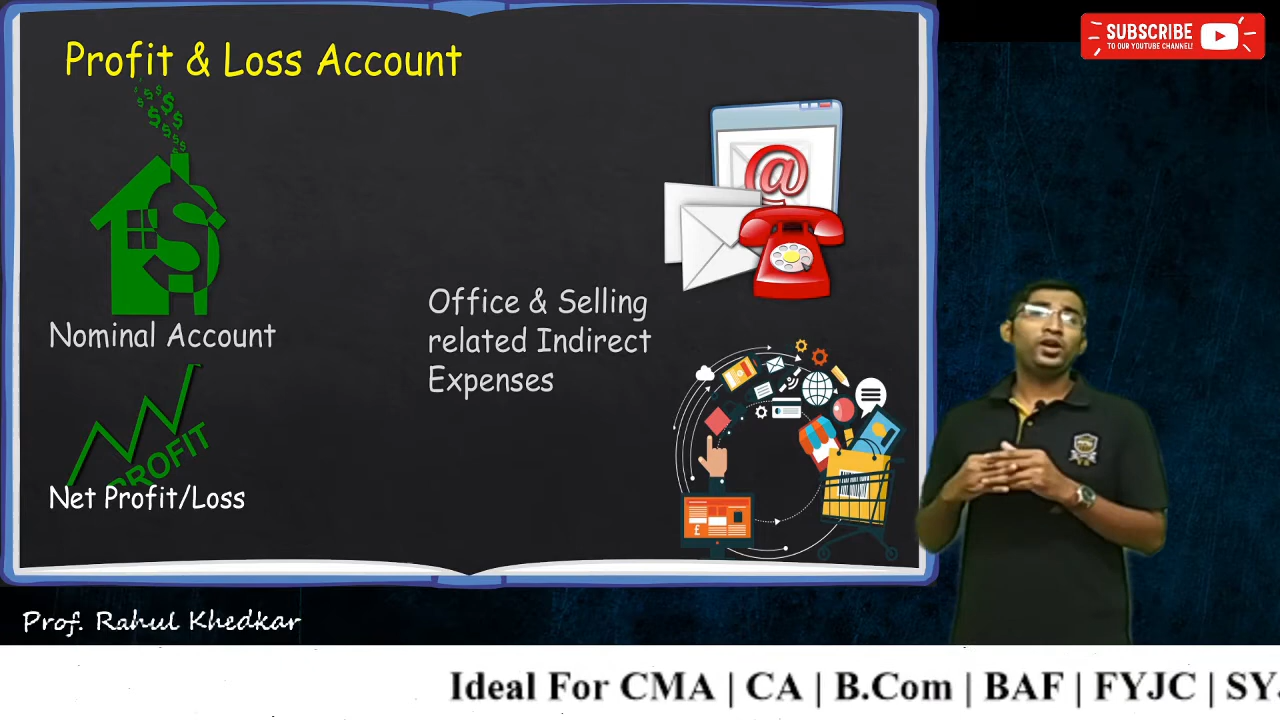 Profit & Loss Account
SUBSCRIBE
TO OUR YOUTUBE CHANNEL!
@
Nominal Account
Office & Selling
related Indirect
Expenses
PROFIT
Net Profit/Loss
£
Prof. Rahul Khedkar
Ideal For CMA | CA | B.Com | BAF | FYJC |